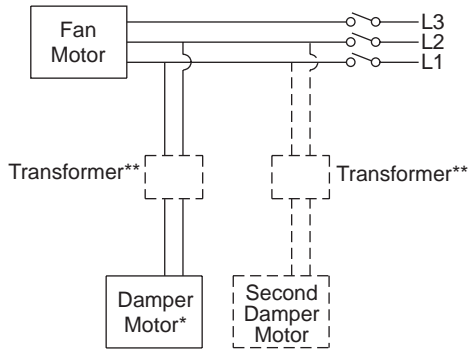 Fan
Motor
L3
L2
L1
Transformer**
Transformer**
Damper
Motor*
Second
Damper
Motor